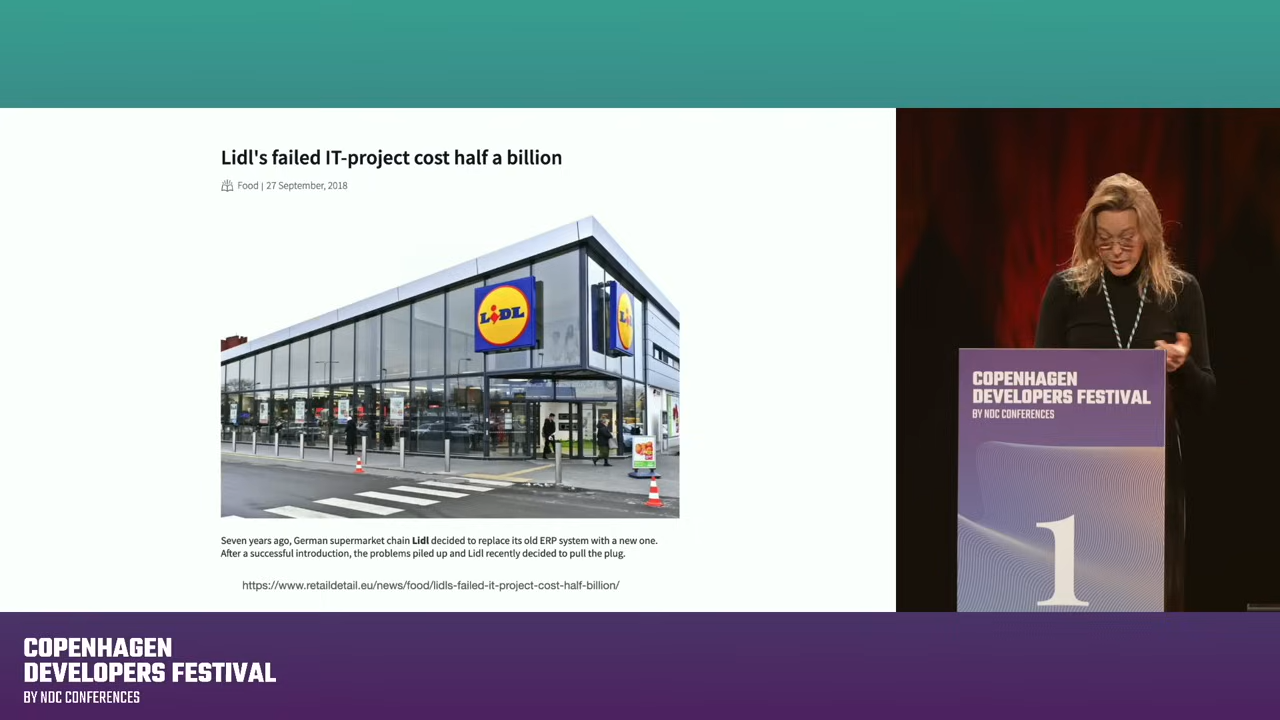 Lidl's failed IT-project cost half a billion
Food | 27 September, 2018
LIDL
Seven years ago, German supermarket chain Lidl decided to replace its old ERP system with a new one.
After a successful introduction, the problems piled up and Lidl recently decided to pull the plug.
https://www.retaildetail.eu/news/food/lidls-failed-it-project-cost-half-billion/
COPENHAGEN
DEVELOPERS FESTIVAL
BY NDC CONFERENCES
1
COPENHAGEN
DEVELOPERS FESTIVAL
BY NDC CONFERENCES